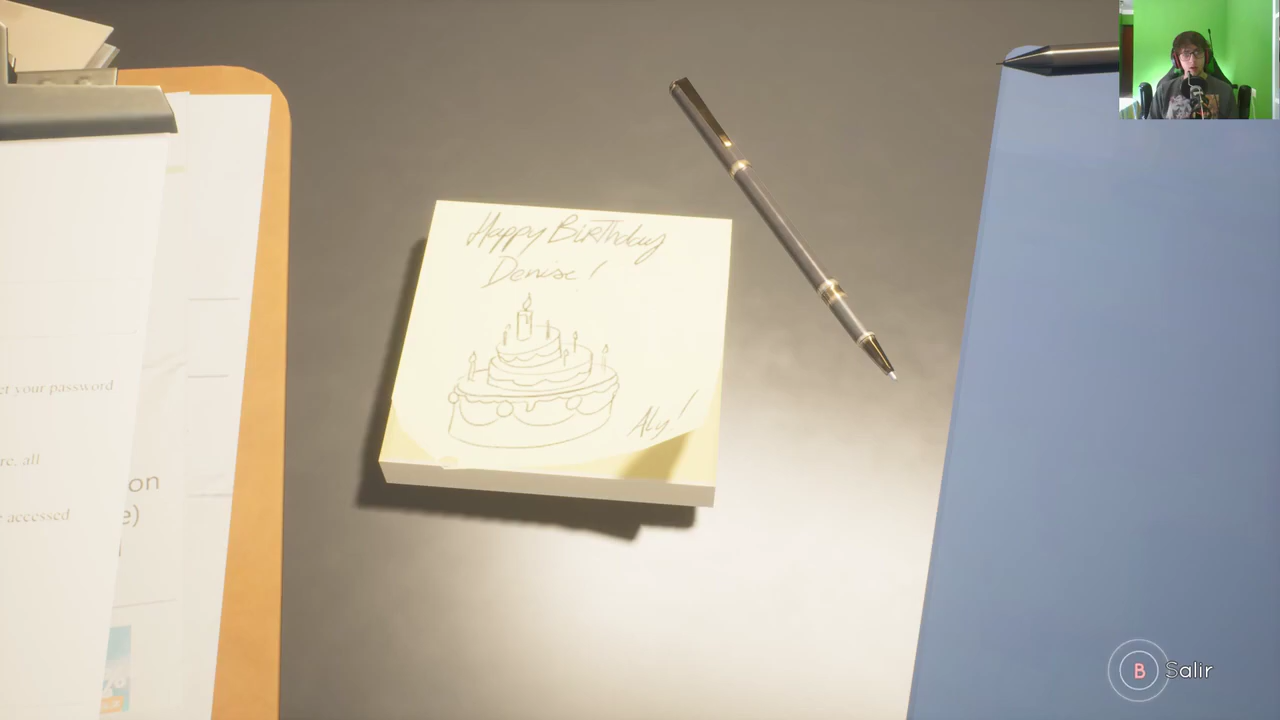 et your password
re, all
e accessed
on
e)
Happy Birthday
Denise!
Aly!
B Salir